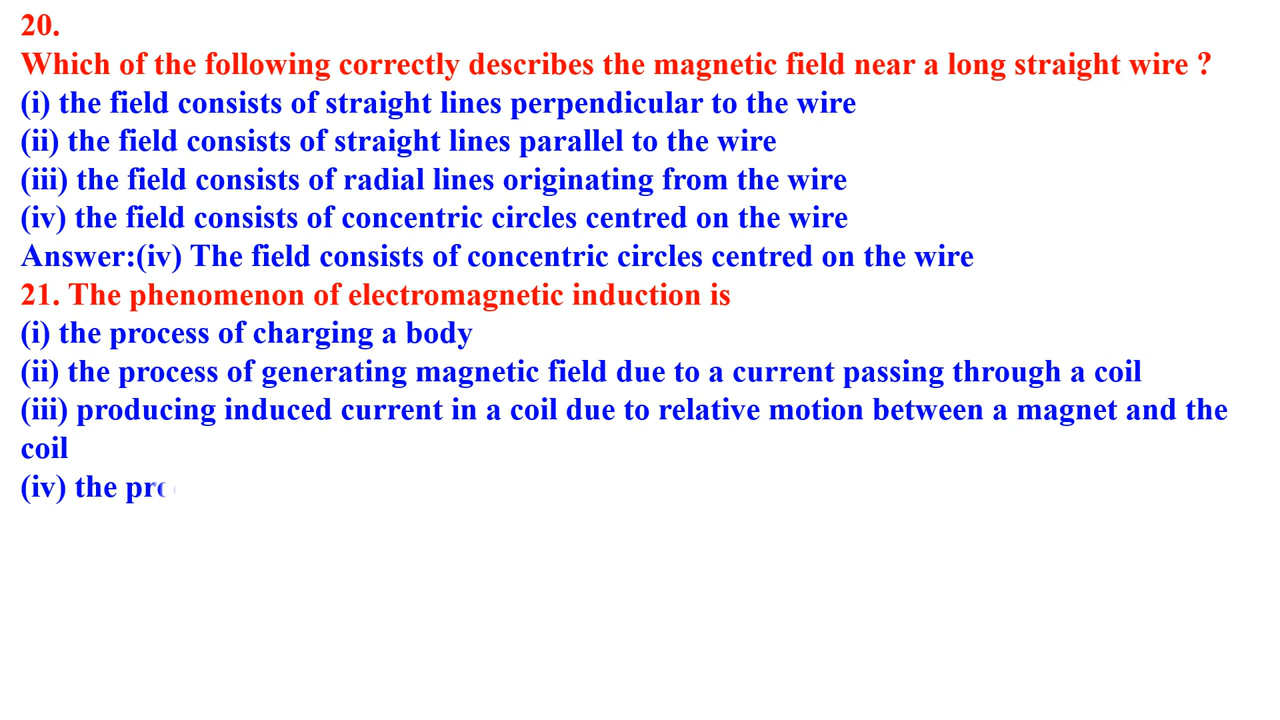 20.
Which of the following correctly describes the magnetic field near a long straight wire ?
(i) the field consists of straight lines perpendicular to the wire
(ii) the field consists of straight lines parallel to the wire
(iii) the field consists of radial lines originating from the wire
(iv) the field consists of concentric circles centred on the wire
Answer:(iv) The field consists of concentric circles centred on the wire
21. The phenomenon of electromagnetic induction is
(i) the process of charging a body
(ii) the process of generating magnetic field due to a current passing through a coil
(iii) producing induced current in a coil due to relative motion between a magnet and the
coil
(iv) the